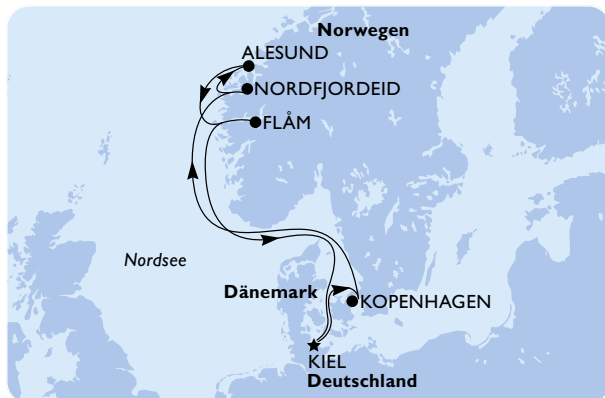 Norwegen
ALESUND
NORDFJORDEID
FLÅM
Nordsee
Dänemark
KOPENHAGEN
KIEL
Deutschland